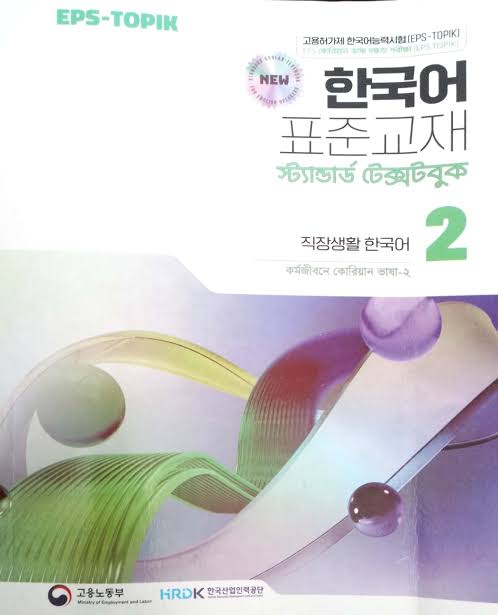 EPS-TOPIK
고용허가제 한국어능력시험(EPS-TOPIK)
NEW
한국어
표준교재
স্ট্যান্ডার্ড টেক্সটবুক
2
직장생활 한국어
কর্মজীবনে কোরিয়ান ভাষা-২
고용노동부
Ministry of Employment and Labor
HRDK 한국산업인력공단